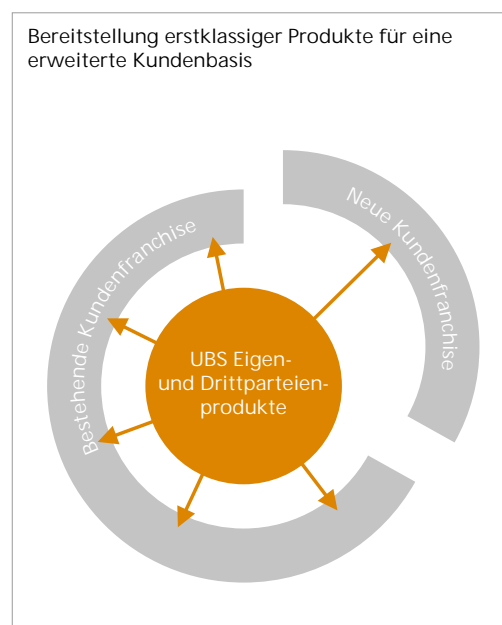 Bereitstellung erstklassiger Produkte für eine
erweiterte Kundenbasis
Neue Kundenfranchise
Bestehende Kundenfranchise
UBS Eigen-
und Drittparteien-
produkte